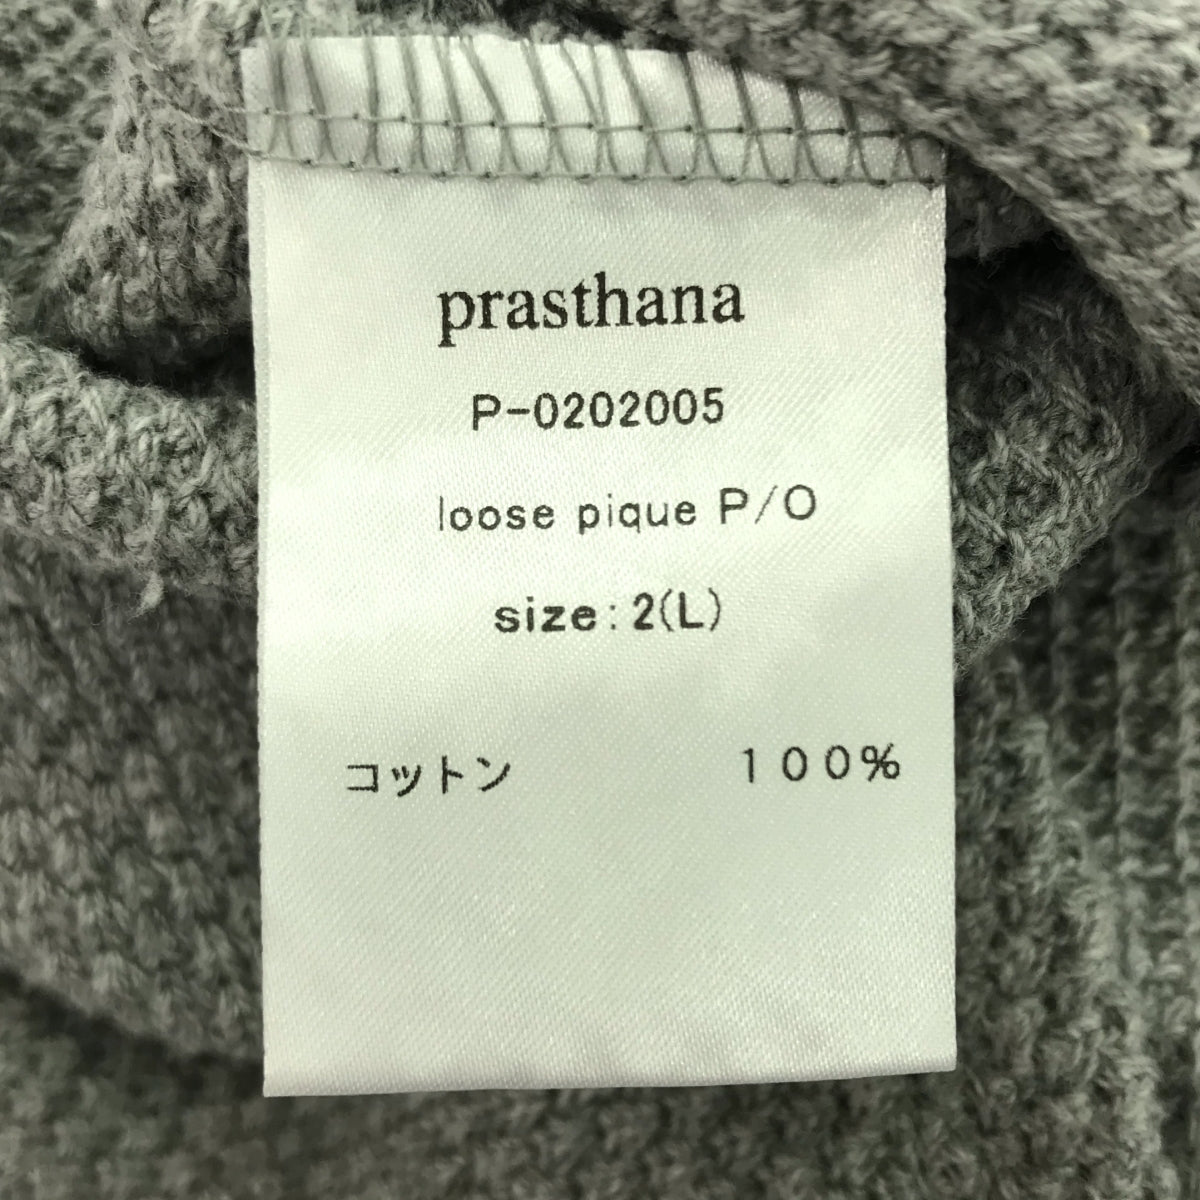 prasthana
P-0202005
loose pique P/O
size: 2(L)
コットン 100%